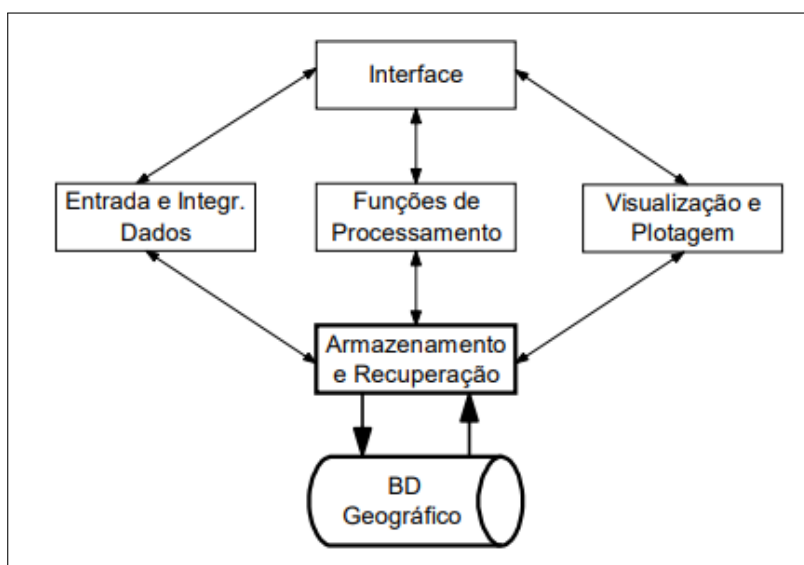 Interface
Entrada e Integr.
Dados
Funções de
Processamento
Visualização e
Plotagem
Armazenamento
e Recuperação
BD
Geográfico